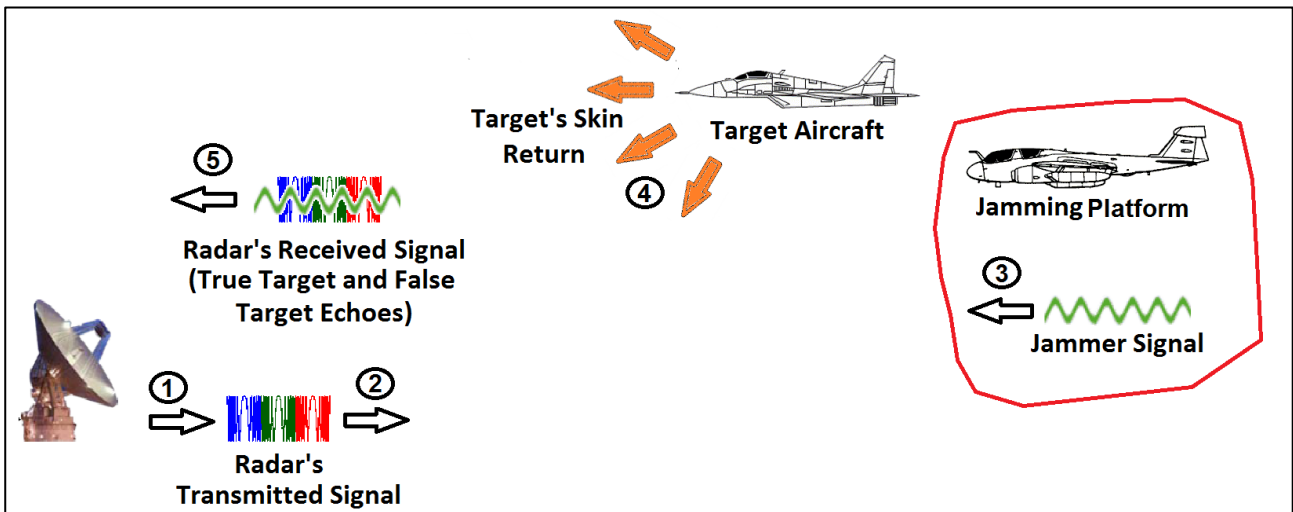 Target's Skin
Return
Target Aircraft
Jamming Platform
5
4
3
Radar's Received Signal
(True Target and False
Target Echoes)
Jammer Signal
1
2
Radar's
Transmitted Signal